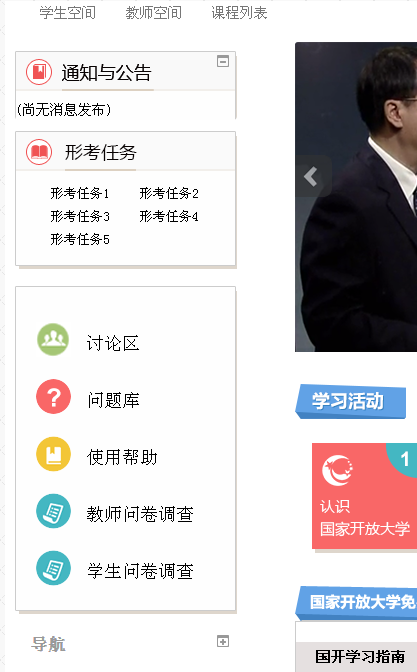 学生空间 教师空间 课程列表
通知与公告
(尚无消息发布)
形考任务
形考任务1 形考任务2
形考任务3 形考任务4
形考任务5
讨论区
问题库
使用帮助
教师问卷调查
学生问卷调查
导航
学习活动
1
认识
国家开放大学
国家开放大学免
国开学习指南